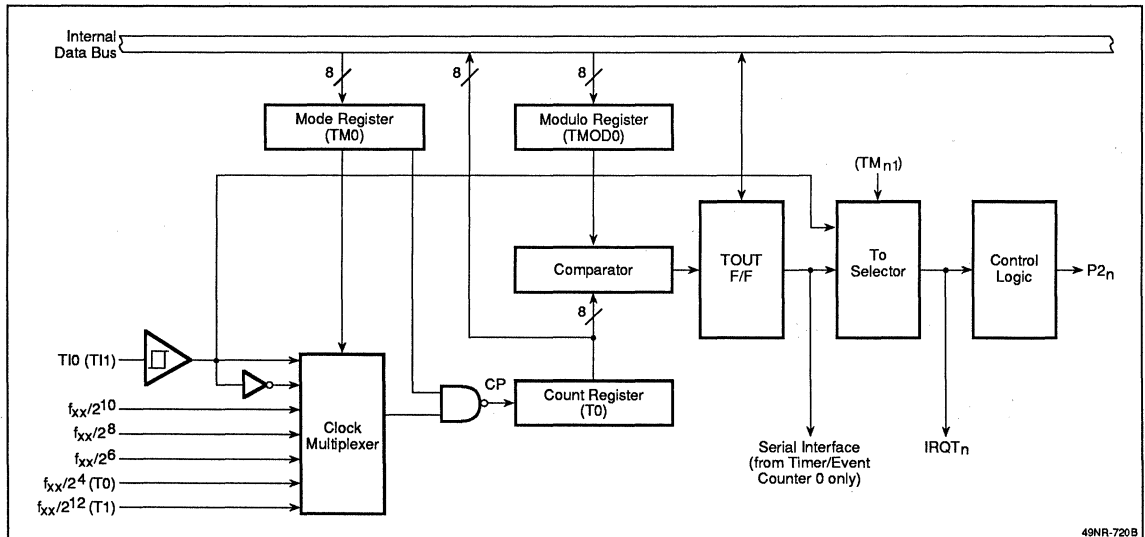 Internal
Data Bus
8
8
8
Mode Register
(TM0)
Modulo Register
(TMOD0)
(TMn1)
Comparator
TOUT
F/F
To
Selector
Control
Logic
P2n
8
TI0 (TI1)
CP
Count Register
(T0)
Clock
Multiplexer
fxx/2^10
fxx/2^8
fxx/2^6
fxx/2^4 (T0)
fxx/2^12 (T1)
Serial Interface
(from Timer/Event
Counter 0 only)
IRQTn
49NR-720B